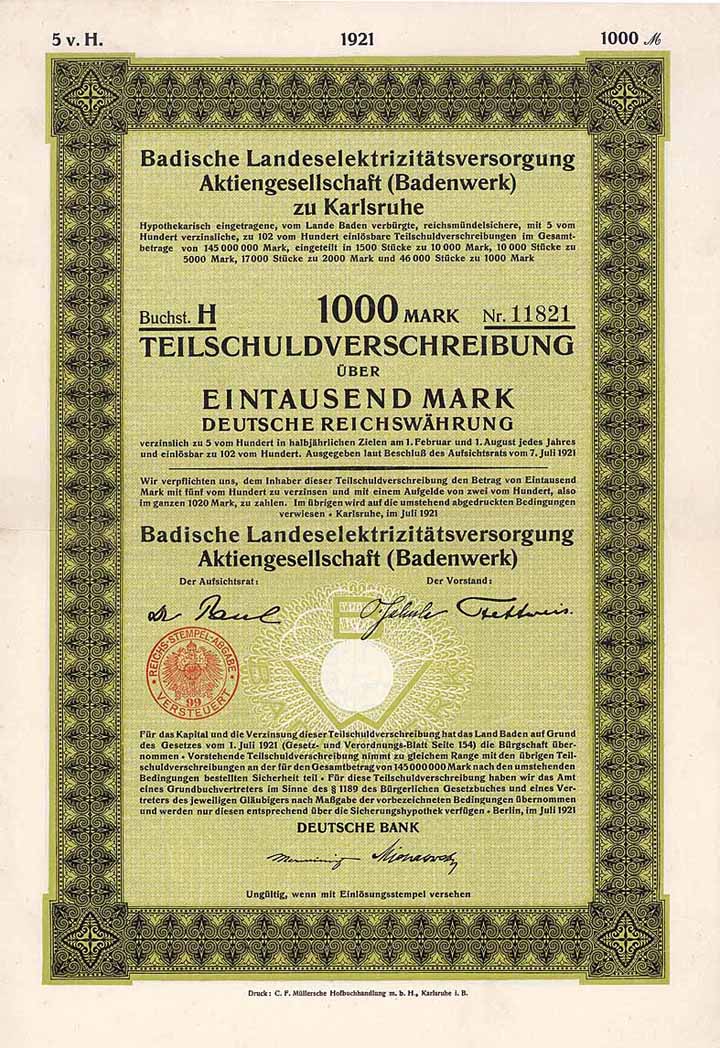 5 v. H. 1921 1000 ℳ
Badische Landeselektrizitätsversorgung
Aktiengesellschaft (Badenwerk)
zu Karlsruhe
Hypothekarisch eingetragene, vom Lande Baden verbürgte, reichsmündelsichere, mit 5 vom
Hundert verzinsliche, zu 102 vom Hundert einlösbare Teilschuldverschreibungen im Gesamt-
betrage von 145 000 000 Mark, eingeteilt in 1500 Stücke zu 10 000 Mark, 10 000 Stücke zu
5000 Mark, 17 000 Stücke zu 2000 Mark und 46 000 Stücke zu 1000 Mark
Buchst. H 1000 MARK Nr. 11821
TEILSCHULDVERSCHREIBUNG
ÜBER
EINTAUSEND MARK
DEUTSCHE REICHSWÄHRUNG
verzinslich zu 5 vom Hundert in halbjährlichen Zielen am 1. Februar und 1. August jedes Jahres
und einlösbar zu 102 vom Hundert. Ausgegeben laut Beschluß des Aufsichtsrats vom 7. Juli 1921
Wir verpflichten uns, dem Inhaber dieser Teilschuldverschreibung den Betrag von Eintausend
Mark mit fünf vom Hundert zu verzinsen und mit einem Aufgelde von zwei vom Hundert, also
im ganzen 1020 Mark, zu zahlen. Im übrigen wird auf die umstehend abgedruckten Bedingungen
verwiesen • Karlsruhe, im Juli 1921
Badische Landeselektrizitätsversorgung
Aktiengesellschaft (Badenwerk)
Der Aufsichtsrat: Der Vorstand:
REICHS-STEMPEL-ABGABE
99
VERSTEUERT
BADENWERK
Für das Kapital und die Verzinsung dieser Teilschuldverschreibung hat das Land Baden auf Grund
des Gesetzes vom 1. Juli 1921 (Gesetz- und Verordnungs-Blatt Seite 154) die Bürgschaft über-
nommen • Vorstehende Teilschuldverschreibung nimmt zu gleichem Range mit den übrigen Teil-
schuldverschreibungen an der für den Gesamtbetrag von 145 000 000 Mark nach den umstehenden
Bedingungen bestellten Sicherheit teil • Für diese Teilschuldverschreibung haben wir das Amt
eines Grundbuchvertreters im Sinne des § 1189 des Bürgerlichen Gesetzbuches und eines Ver-
treters des jeweiligen Gläubigers nach Maßgabe der vorbezeichneten Bedingungen übernommen
und werden nur diesen entsprechend über die Sicherungshypothek verfügen • Berlin, im Juli 1921
DEUTSCHE BANK
Ungültig, wenn mit Einlösungsstempel versehen
Druck: C. F. Müllersche Hofbuchhandlung m. b. H., Karlsruhe i. B.